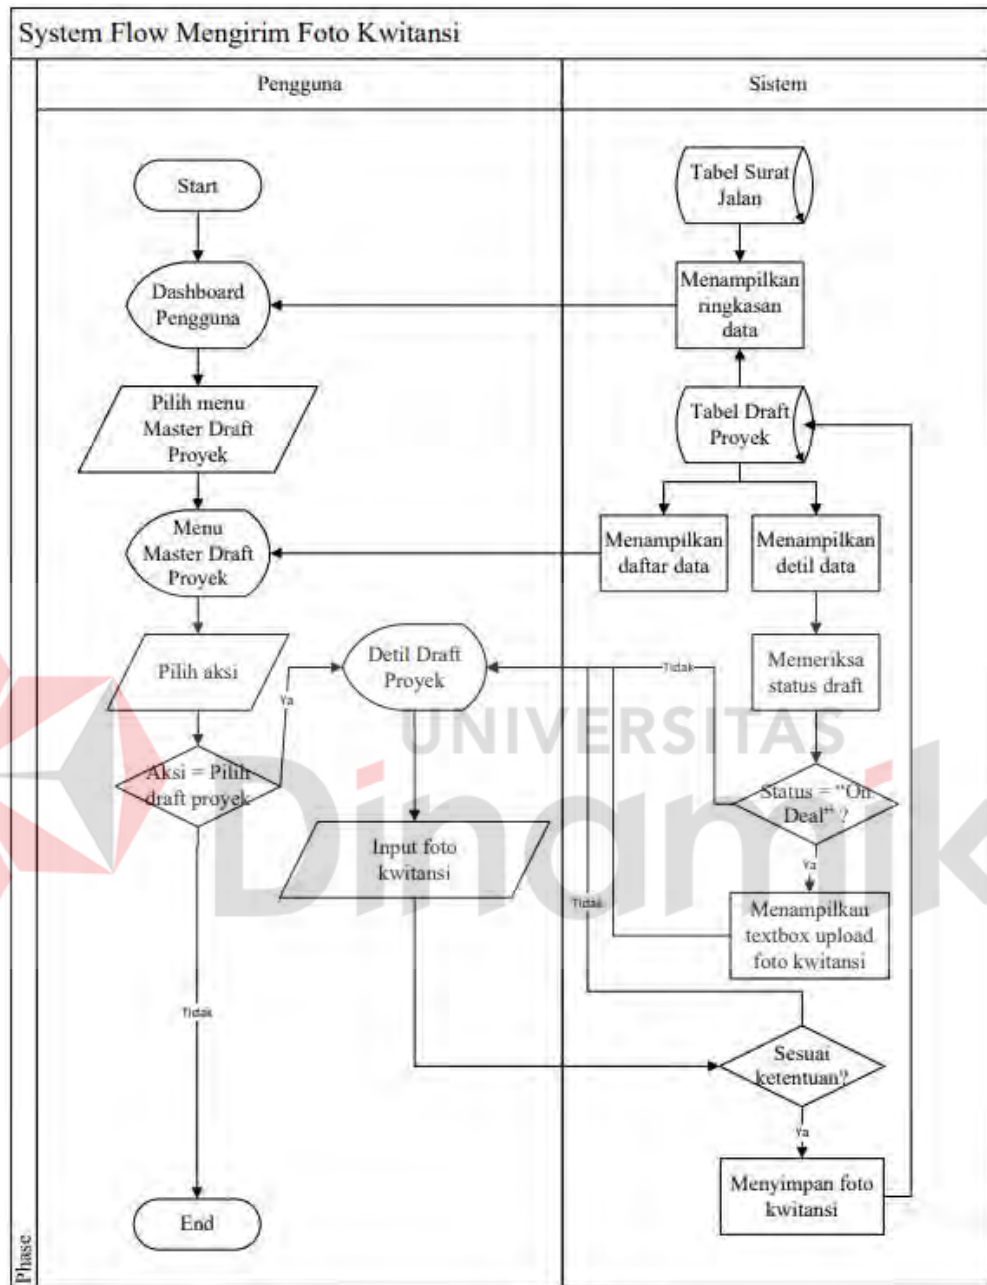 System Flow Mengirim Foto Kwitansi
Pengguna
Sistem
Start
Tabel Surat
Jalan
Dashboard
Pengguna
Menampilkan
ringkasan
data
Pilih menu
Master Draft
Proyek
Tabel Draft
Proyek
Menu
Master Draft
Proyek
Menampilkan
daftar data
Menampilkan
detil data
Pilih aksi
Ya
Detil Draft
Proyek
Tidak
Memeriksa
status draft
UNIVERSITAS
Dinamik
Aksi = Pilih
draft proyek
Status = “On
Deal“ ?
Input foto
kwitansi
Ya
Tidak
Menampilkan
textbox upload
foto kwitansi
Tidak
Sesuai
ketentuan?
Ya
Menyimpan foto
kwitansi
End
Phase